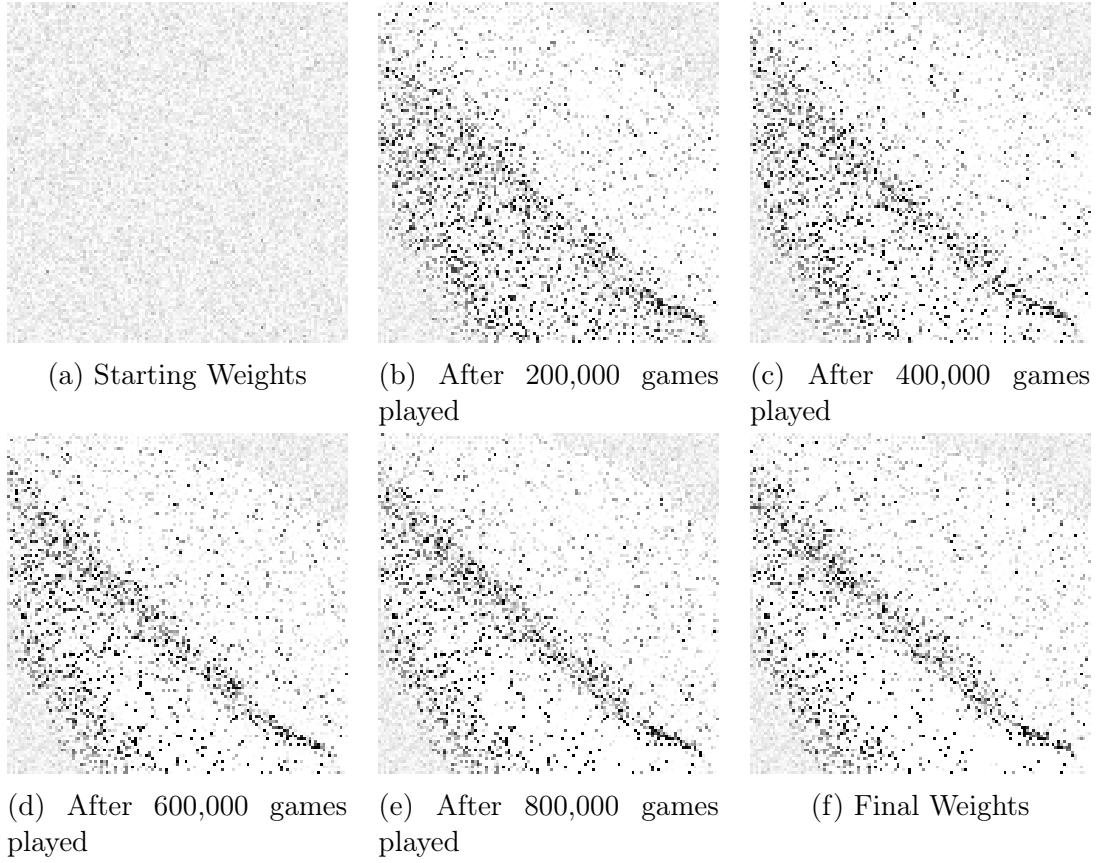 (a) Starting Weights
(b) After 200,000 games
played
(c) After 400,000 games
played
(d) After 600,000 games
played
(e) After 800,000 games
played
(f) Final Weights